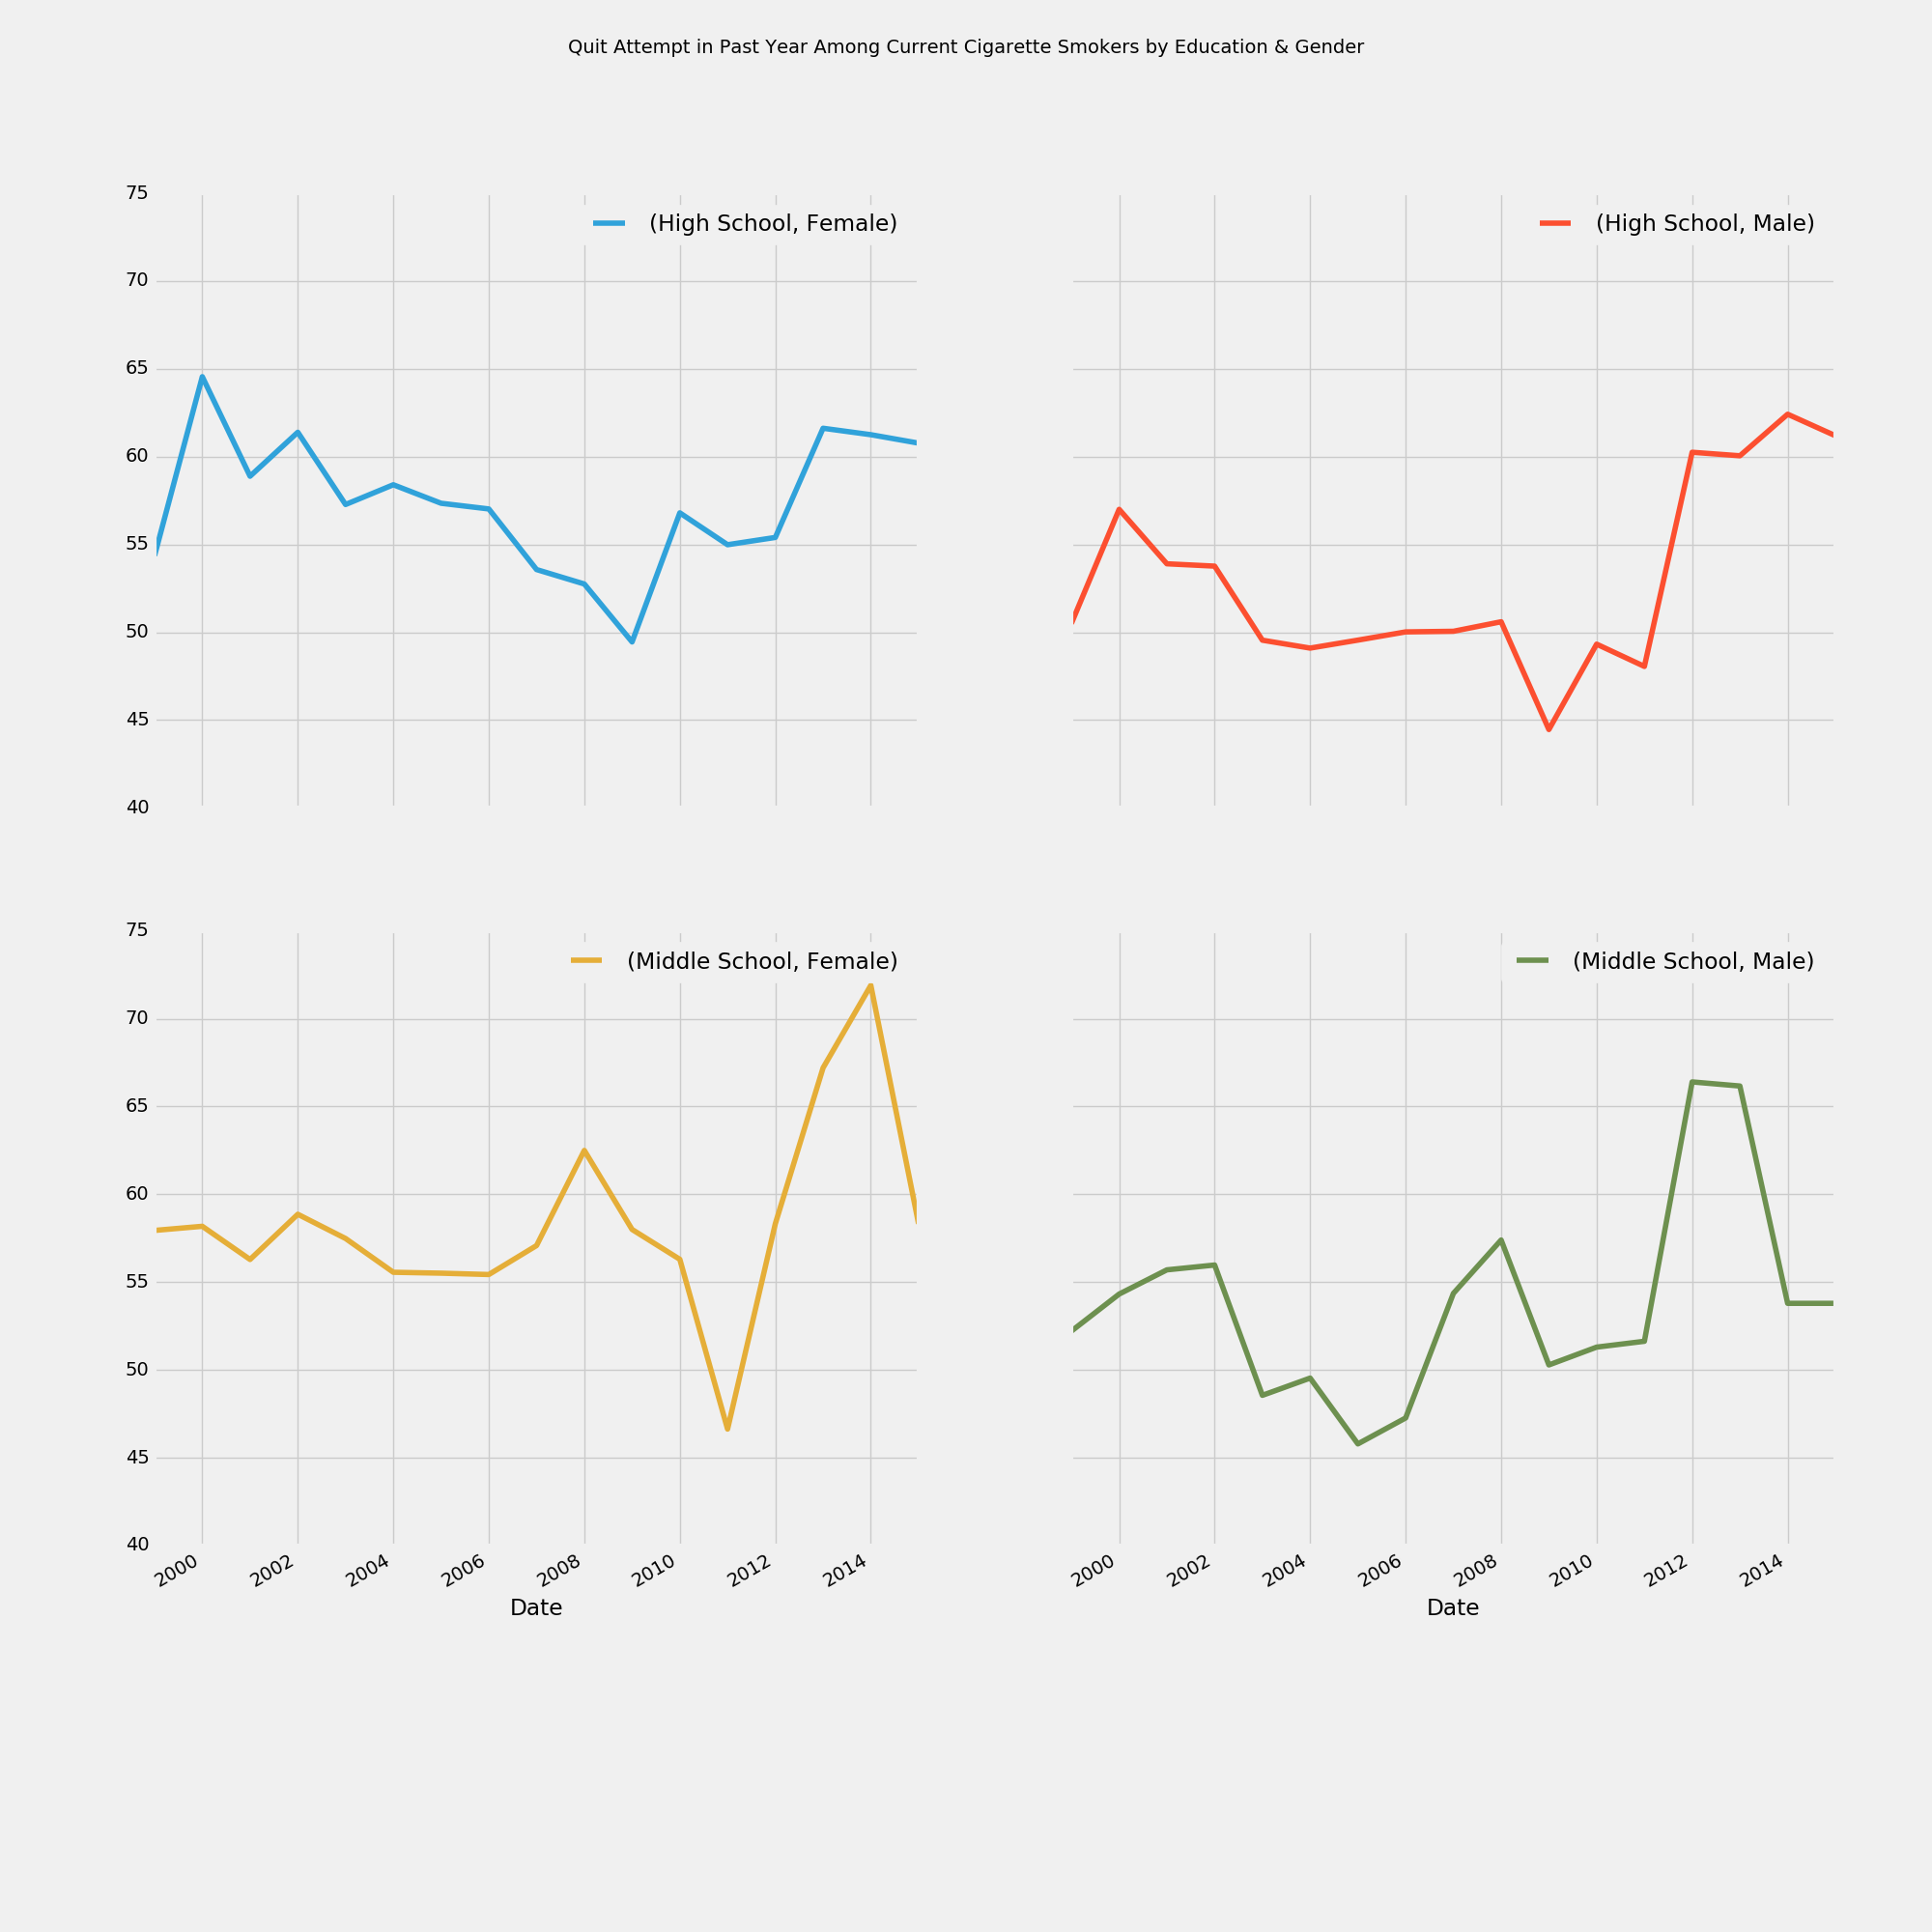 Quit Attempt in Past Year Among Current Cigarette Smokers by Education & Gender
75
70
65
60
55
50
45
40
(High School, Female)
(High School, Male)
75
70
65
60
55
50
45
40
(Middle School, Female)
2000 2002 2004 2006 2008 2010 2012 2014
Date
(Middle School, Male)
2000 2002 2004 2006 2008 2010 2012 2014
Date